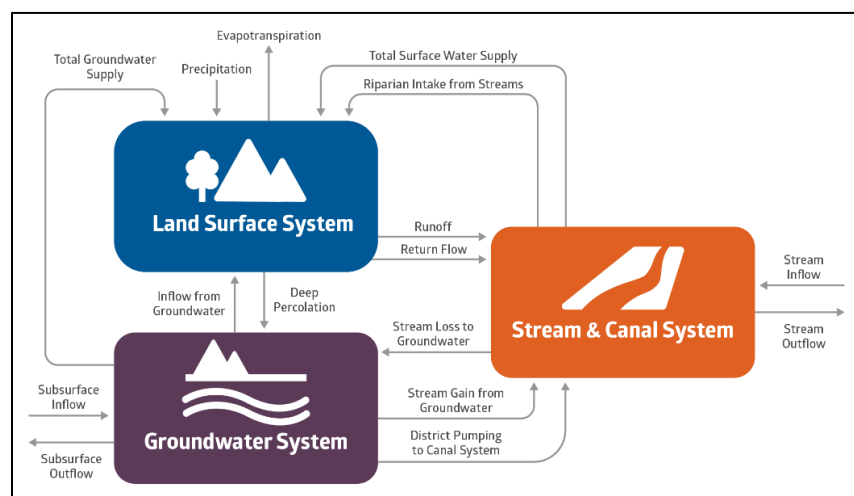 Evapotranspiration
Total Groundwater
Supply
Precipitation
Total Surface Water Supply
Riparian Intake from Streams
Land Surface System
Runoff
Return Flow
Stream
Inflow
Stream & Canal System
Stream
Outflow
Inflow from
Groundwater
Deep
Percolation
Stream Loss to
Groundwater
Subsurface
Inflow
Stream Gain from
Groundwater
Groundwater System
District Pumping
to Canal System
Subsurface
Outflow